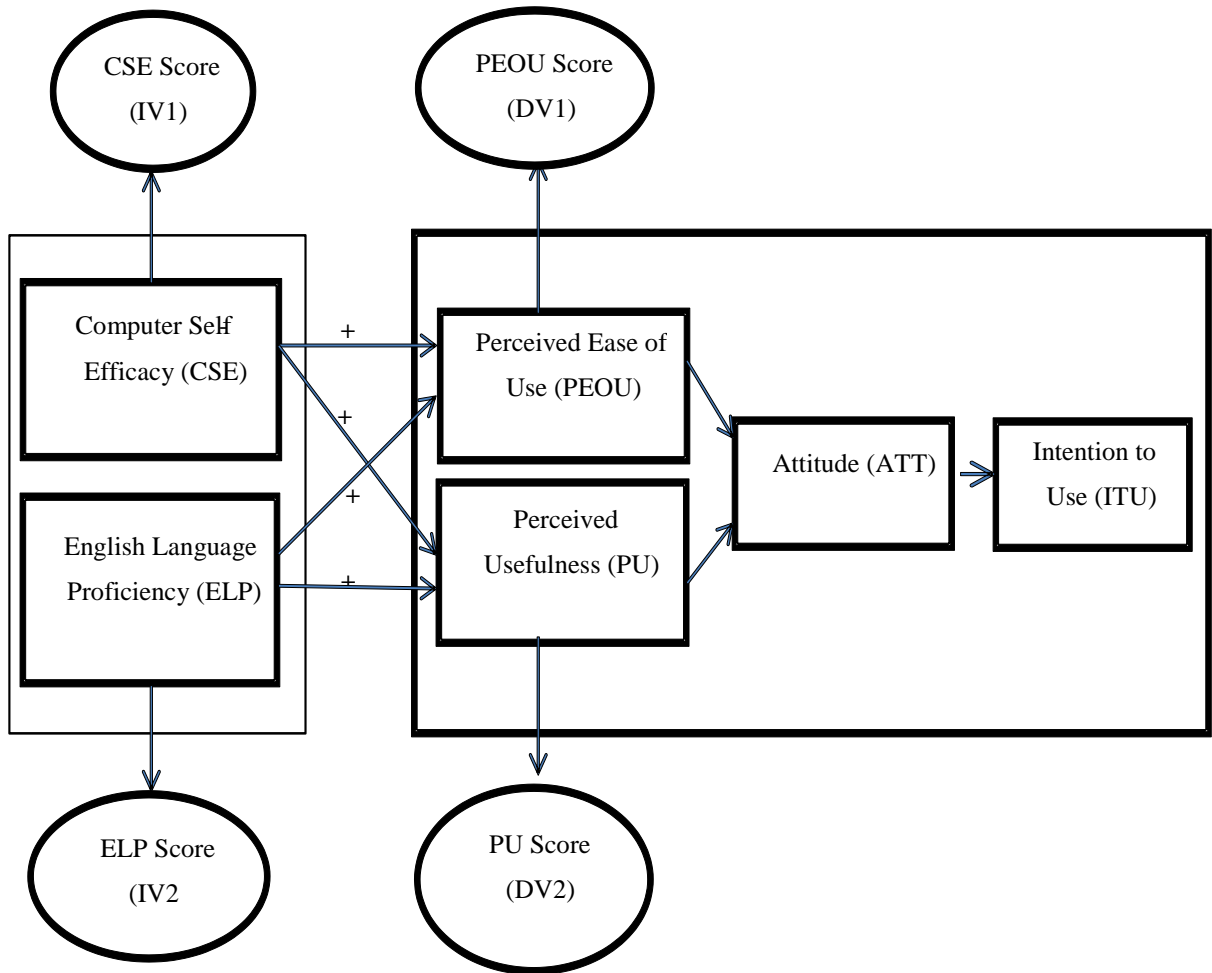 CSE Score
(IV1)
PEOU Score
(DV1)
Computer Self
Efficacy (CSE)
+
Perceived Ease of
Use (PEOU)
+
Attitude (ATT)
Intention to
Use (ITU)
+
English Language
Proficiency (ELP)
+
Perceived
Usefulness (PU)
ELP Score
(IV2
PU Score
(DV2)